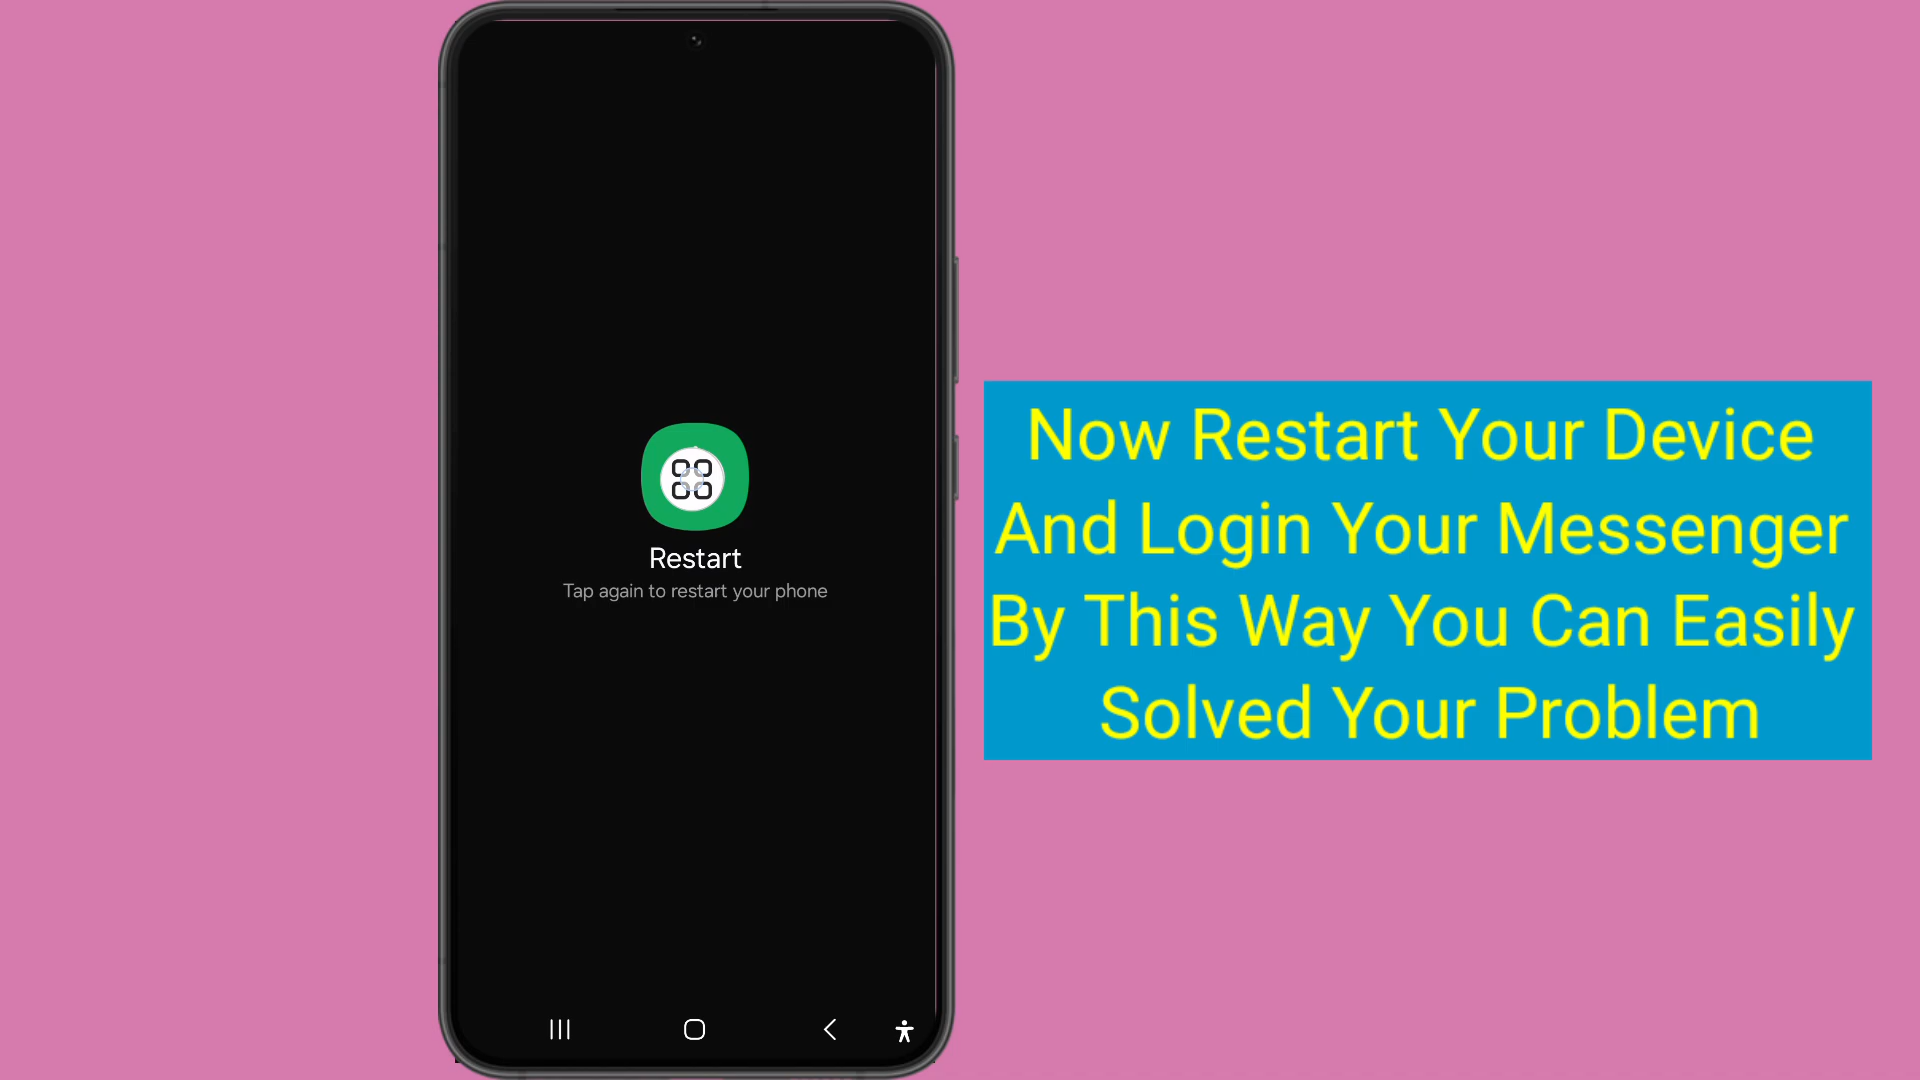 Restart
Tap again to restart your phone
Now Restart Your Device
And Login Your Messenger
By This Way You Can Easily
Solved Your Problem